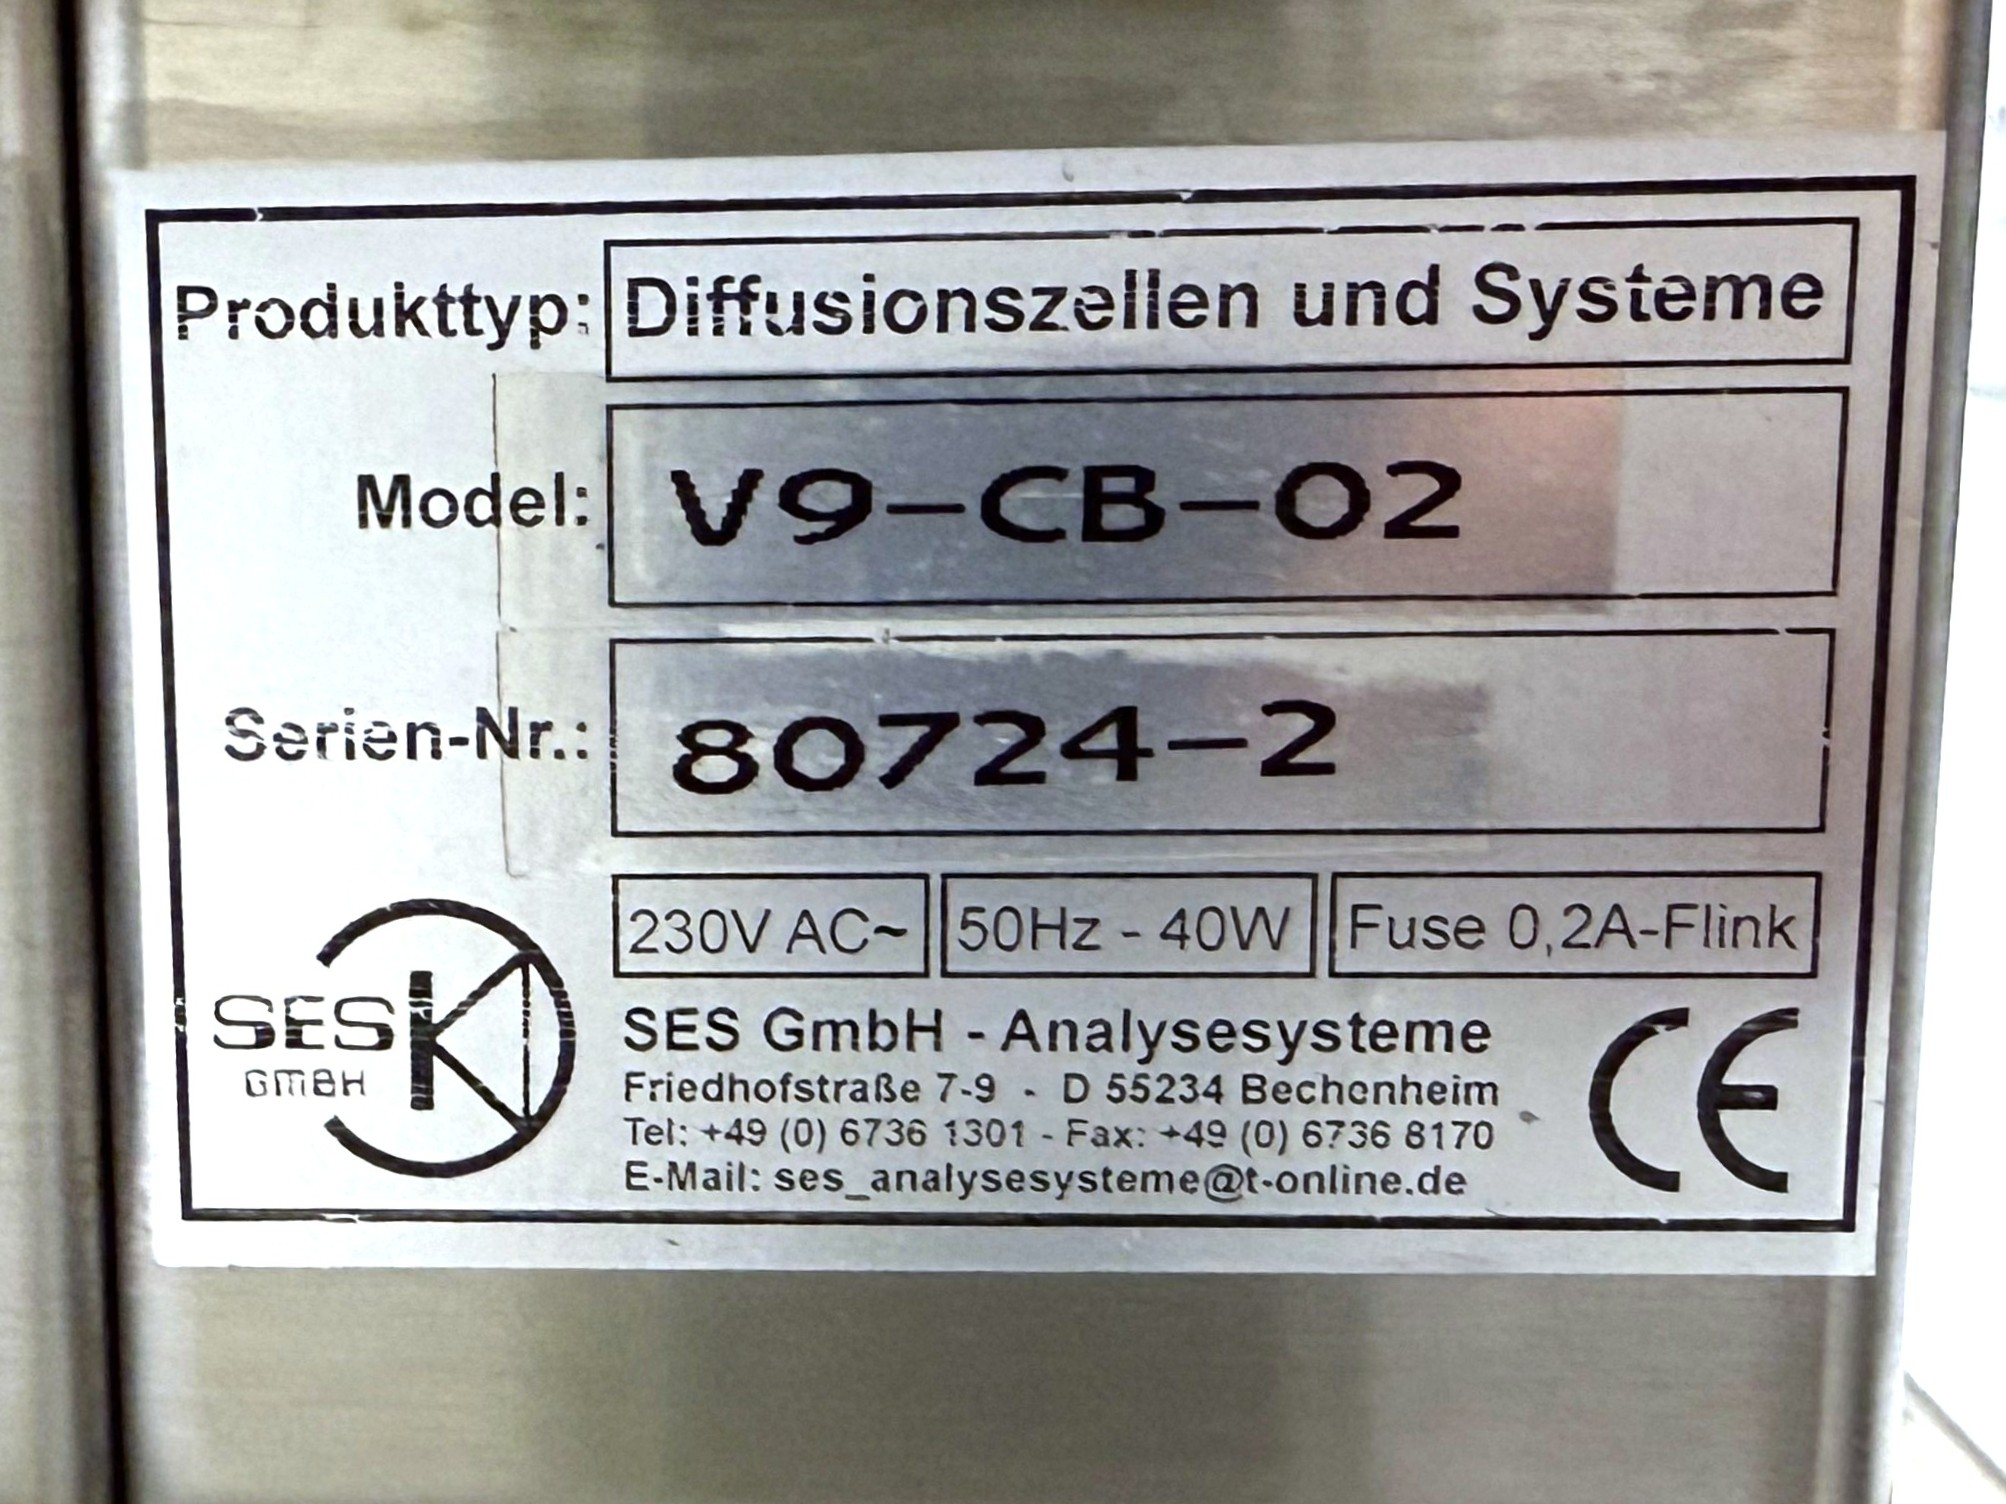 Produkttyp: Diffusionszellen und Systeme
Model: V9-CB-02
Serien-Nr.: 80724-2
230V AC~ 50Hz - 40W Fuse 0,2A-Flink
SES
GMBH
SES GmbH - Analysesysteme
Friedhofstraße 7-9 - D 55234 Bechenheim
Tel: +49 (0) 6736 1301 - Fax: +49 (0) 6736 8170
E-Mail: ses_analysesysteme@t-online.de
CE